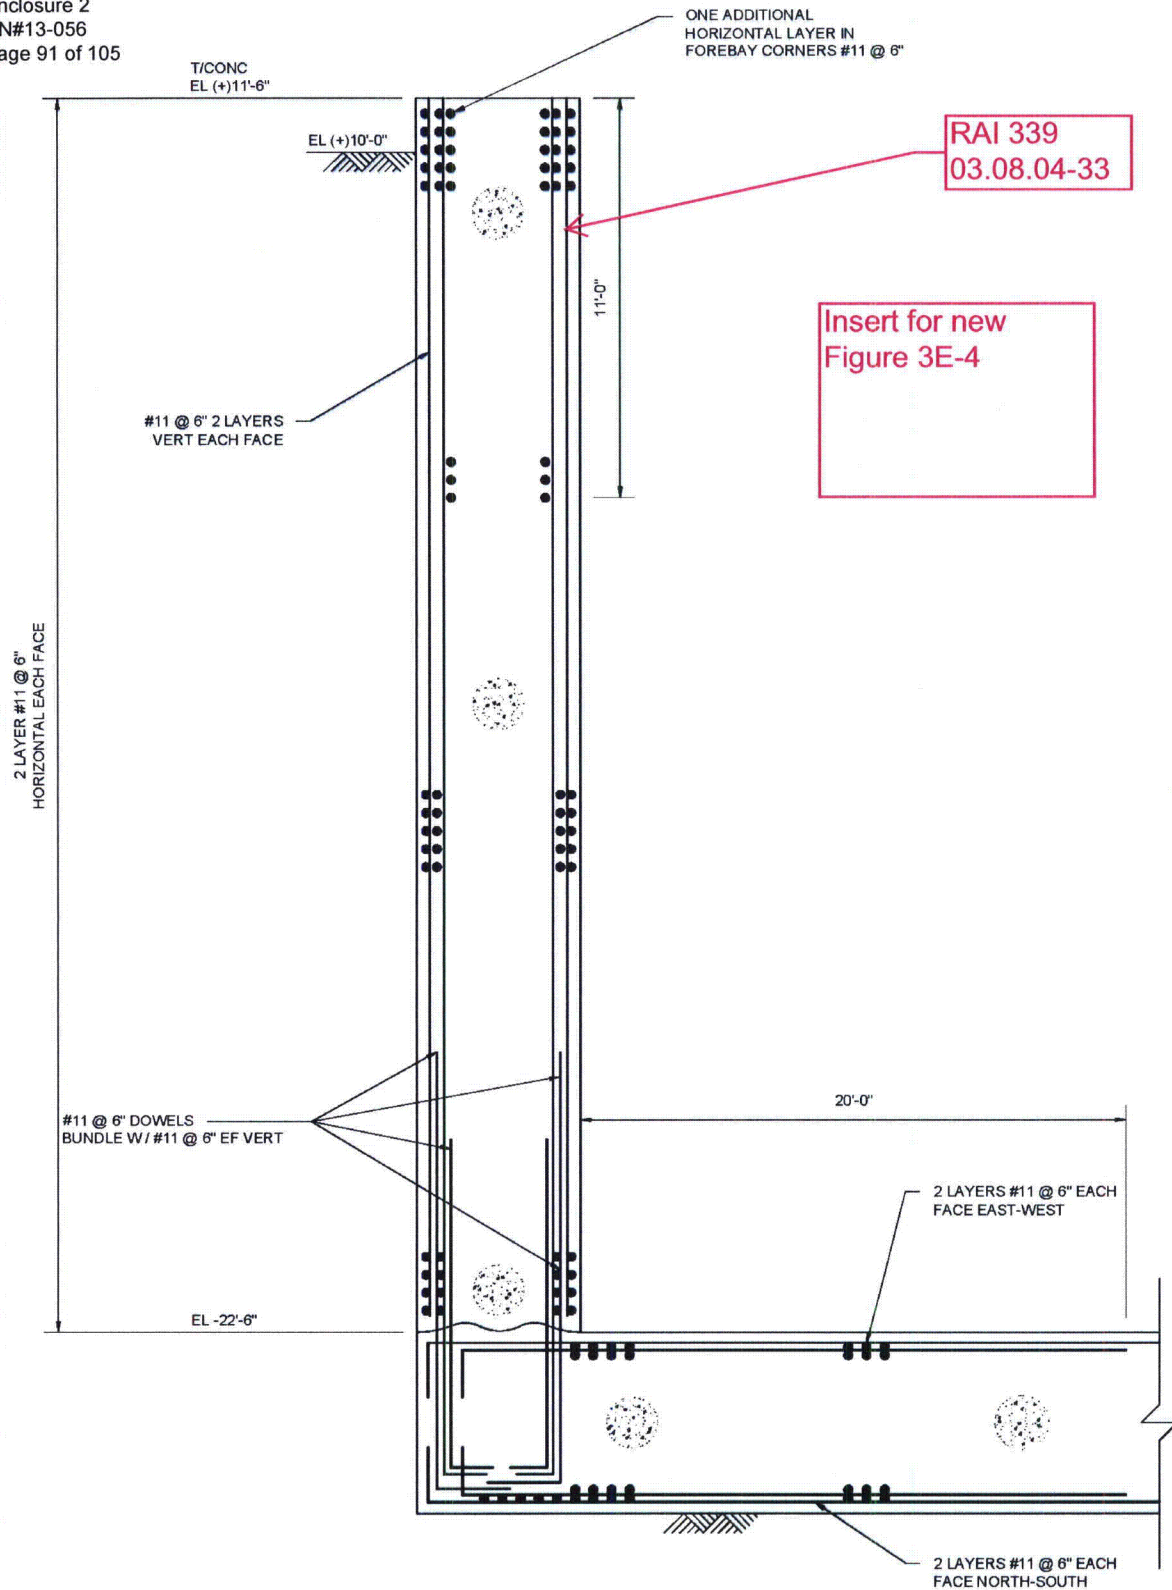 nclosure 2
N#13-056
age 91 of 105
ONE ADDITIONAL
HORIZONTAL LAYER IN
FOREBAY CORNERS #11 @ 6"
T/CONC
EL (+)11'-6"
EL (+)10'-0"
RAI 339
03.08.04-33
11'-0"
Insert for new
Figure 3E-4
#11 @ 6" 2 LAYERS
VERT EACH FACE
2 LAYER #11 @ 6"
HORIZONTAL EACH FACE
#11 @ 6" DOWELS
BUNDLE W/ #11 @ 6" EF VERT
20'-0"
2 LAYERS #11 @ 6" EACH
FACE EAST-WEST
EL -22'-6"
2 LAYERS #11 @ 6" EACH
FACE NORTH-SOUTH